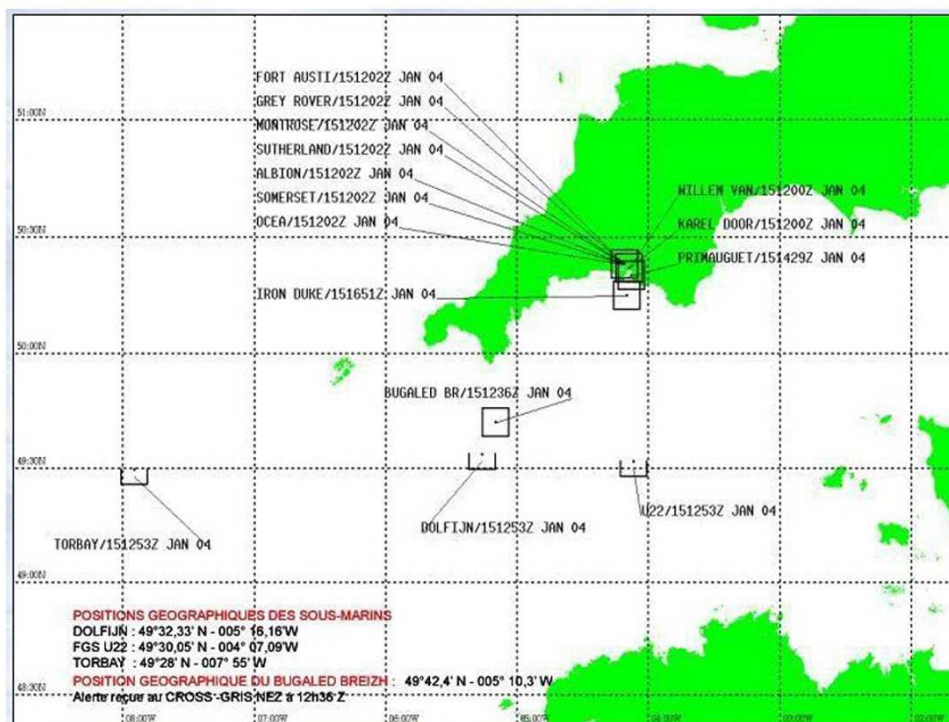 FORT AUSTI/151202Z JAN 04
GREY ROVER/151202Z JAN 04
MONTROSE/151202Z JAN 04
SUTHERLAND/151202Z JAN 04
ALBION/151202Z JAN 04
SOMERSET/151202Z JAN 04
OCEA/151202Z JAN 04
WILLEM VAN/151200Z JAN 04
KAREL DOOR/151200Z JAN 04
PRIMAUGUET/151429Z JAN 04
IRON DUKE/151651Z JAN 04
BUGALED BR/151236Z JAN 04
DOLFIJN/151253Z JAN 04
U22/151253Z JAN 04
TORBAY/151253Z JAN 04
51:00N
50:30N
50:00N
49:30N
49:00N
48:30N
POSITIONS GEOGRAPHIQUES DES SOUS-MARINS
DOLFIJN : 49°32,33' N - 005° 16,16'W
FGS U22 : 49°30,05' N - 004° 07,09'W
TORBAY : 49°28' N - 007° 55' W
POSITION GEOGRAPHIQUE DU BUGALED BREIZH : 49°42,4' N - 005° 10,3' W
Alerte reçue au CROSS-GRIS NEZ à 12h36 Z
08:00W
07:00W
06:00W
05:00W
04:00W
03:00W
02:00W